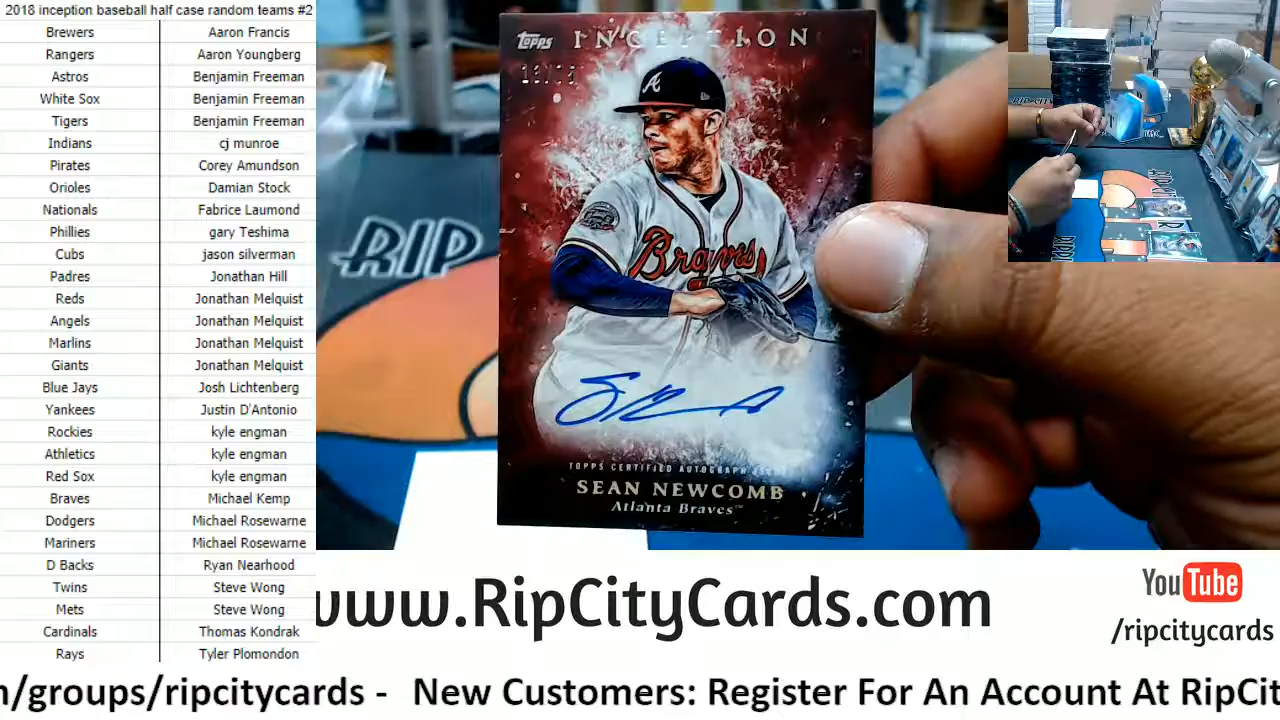 2018 inception baseball half case random teams #2
Brewers Aaron Francis
Rangers Aaron Youngberg
Astros Benjamin Freeman
White Sox Benjamin Freeman
Tigers Benjamin Freeman
Indians cj munroe
Pirates Corey Amundson
Orioles Damian Stock
Nationals Fabrice Laumond
Phillies gary Teshima
Cubs jason silverman
Padres Jonathan Hill
Reds Jonathan Melquist
Angels Jonathan Melquist
Marlins Jonathan Melquist
Giants Jonathan Melquist
Blue Jays Josh Lichtenberg
Yankees Justin D'Antonio
Rockies kyle engman
Athletics kyle engman
Red Sox kyle engman
Braves Michael Kemp
Dodgers Michael Rosewarne
Mariners Michael Rosewarne
D Backs Ryan Nearhood
Twins Steve Wong
Mets Steve Wong
Cardinals Thomas Kondrak
Rays Tyler Plomondon
Topps INCEPTION
A
Braves
RIP
TOPPS CERTIFIED AUTOGRAPH
SEAN NEWCOMB
Atlanta Braves™
www.RipCityCards.com
YouTube
/ripcitycards
n/groups/ripcitycards - New Customers: Register For An Account At RipCit